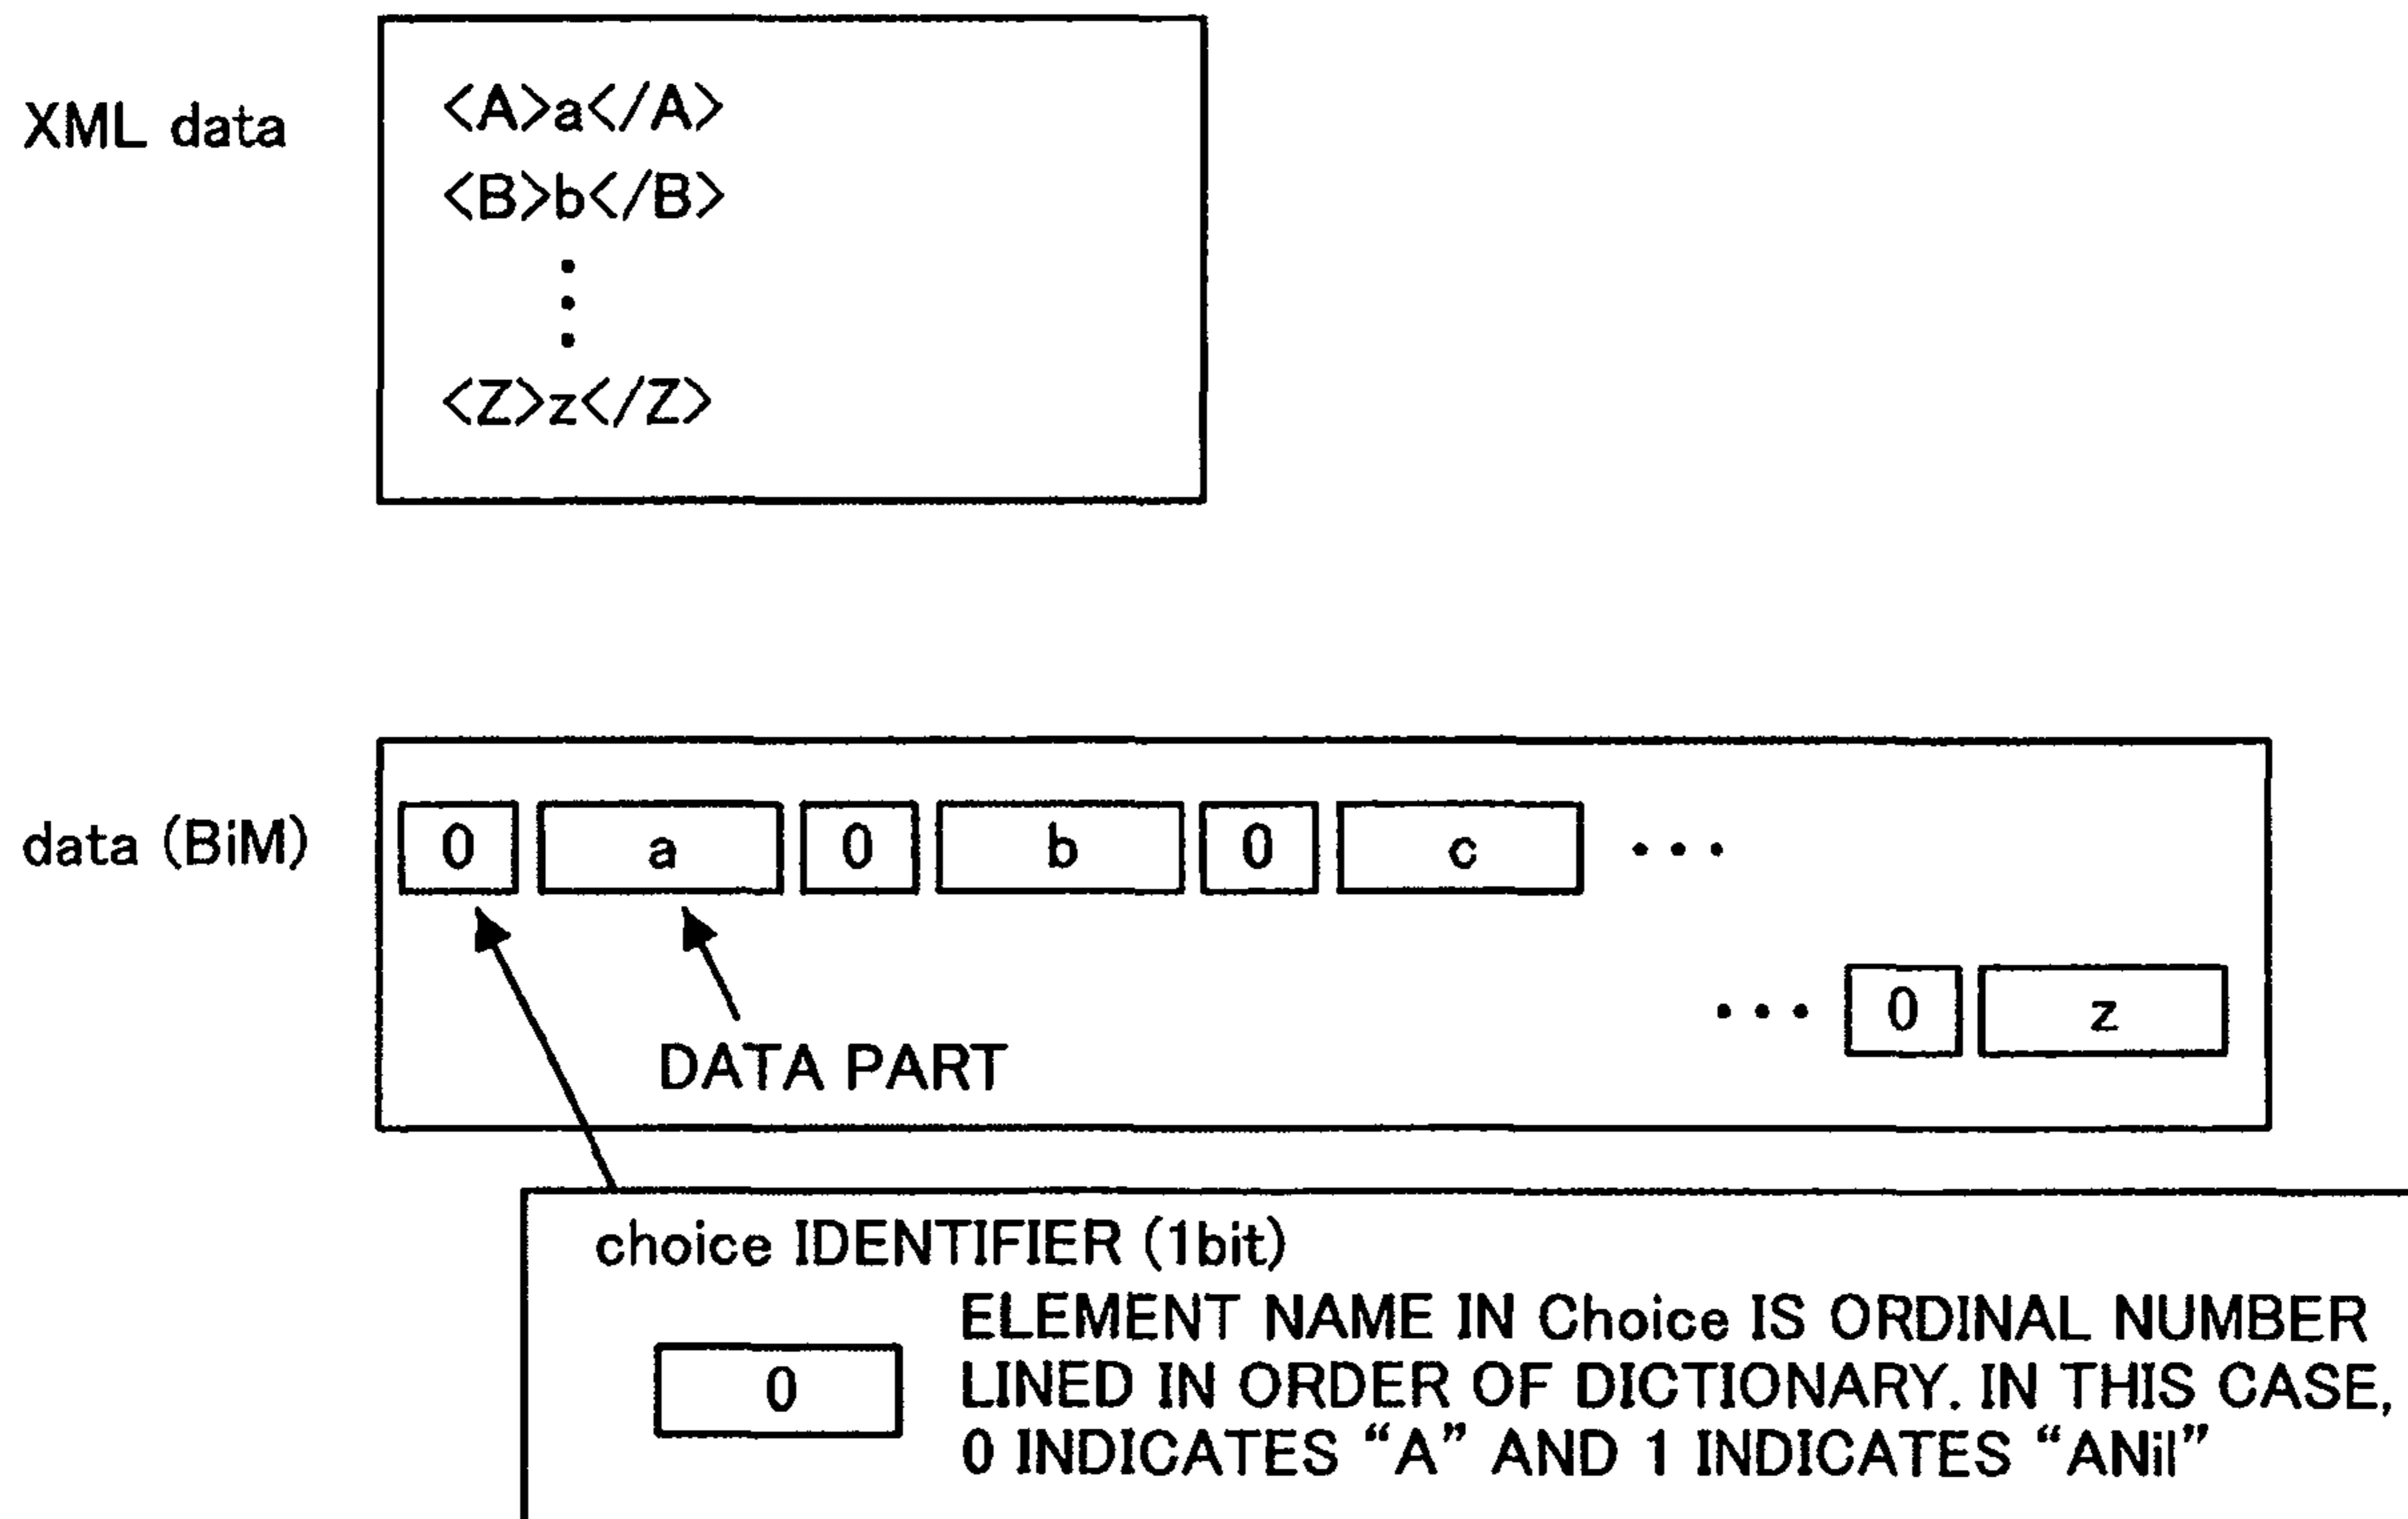 XML data
<A>a</A>
<B>b</B>
<Z>z</Z>
data (BiM)
0 a 0 b 0 c ...
... 0 z
DATA PART
choice IDENTIFIER (1bit)
ELEMENT NAME IN Choice IS ORDINAL NUMBER
0 LINED IN ORDER OF DICTIONARY. IN THIS CASE,
0 INDICATES “A” AND 1 INDICATES “ANil”